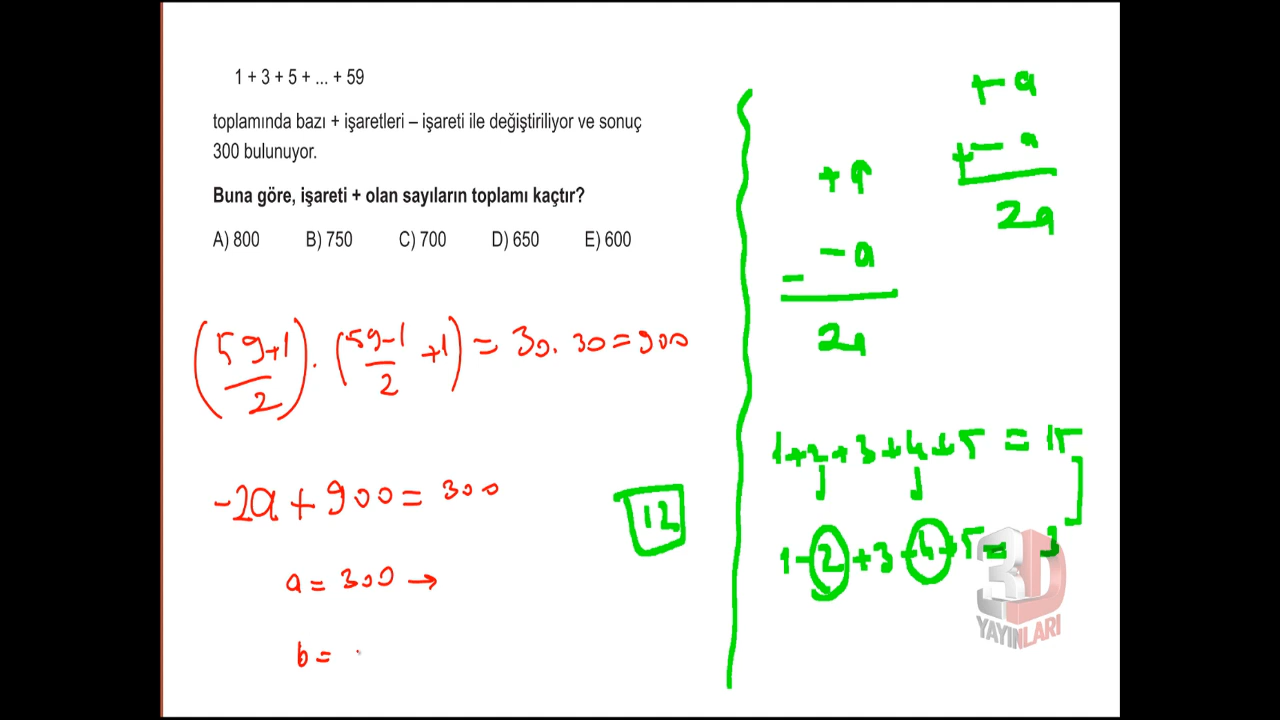 1 + 3 + 5 + ... + 59
toplamında bazı + işaretleri – işareti ile değiştiriliyor ve sonuç
300 bulunuyor.
Buna göre, işareti + olan sayıların toplamı kaçtır?
A) 800 B) 750 C) 700 D) 650 E) 600
(59+1/2) . (59-1/2 +1) = 30. 30 = 900
-2a + 900 = 300
a = 300 →
b =
12
+ a
+ - a
2a
+ a
- - a
2a
1+2+3+4+5 = 15
1-2+3-4+5= 3
3D
YAYINLARI